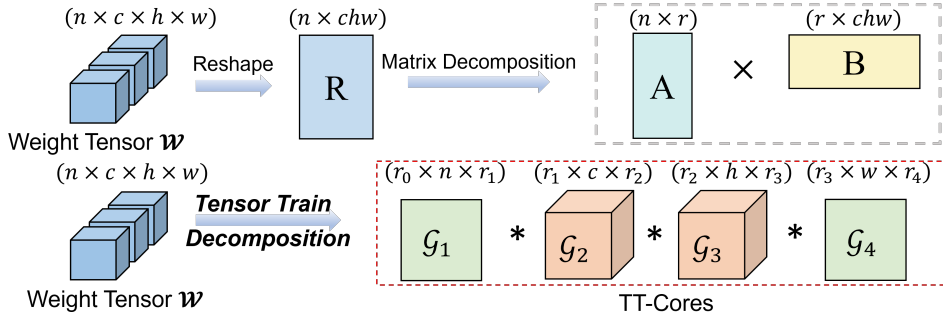 (n × c × h × w)
(n × chw)
(n × r)
(r × chw)
Reshape
Matrix Decomposition
R
A
×
B
Weight Tensor 𝓦
(n × c × h × w)
(r₀ × n × r₁)
(r₁ × c × r₂)
(r₂ × h × r₃)
(r₃ × w × r₄)
Tensor Train
Decomposition
𝒢₁ * 𝒢₂ * 𝒢₃ * 𝒢₄
Weight Tensor 𝓦
TT-Cores